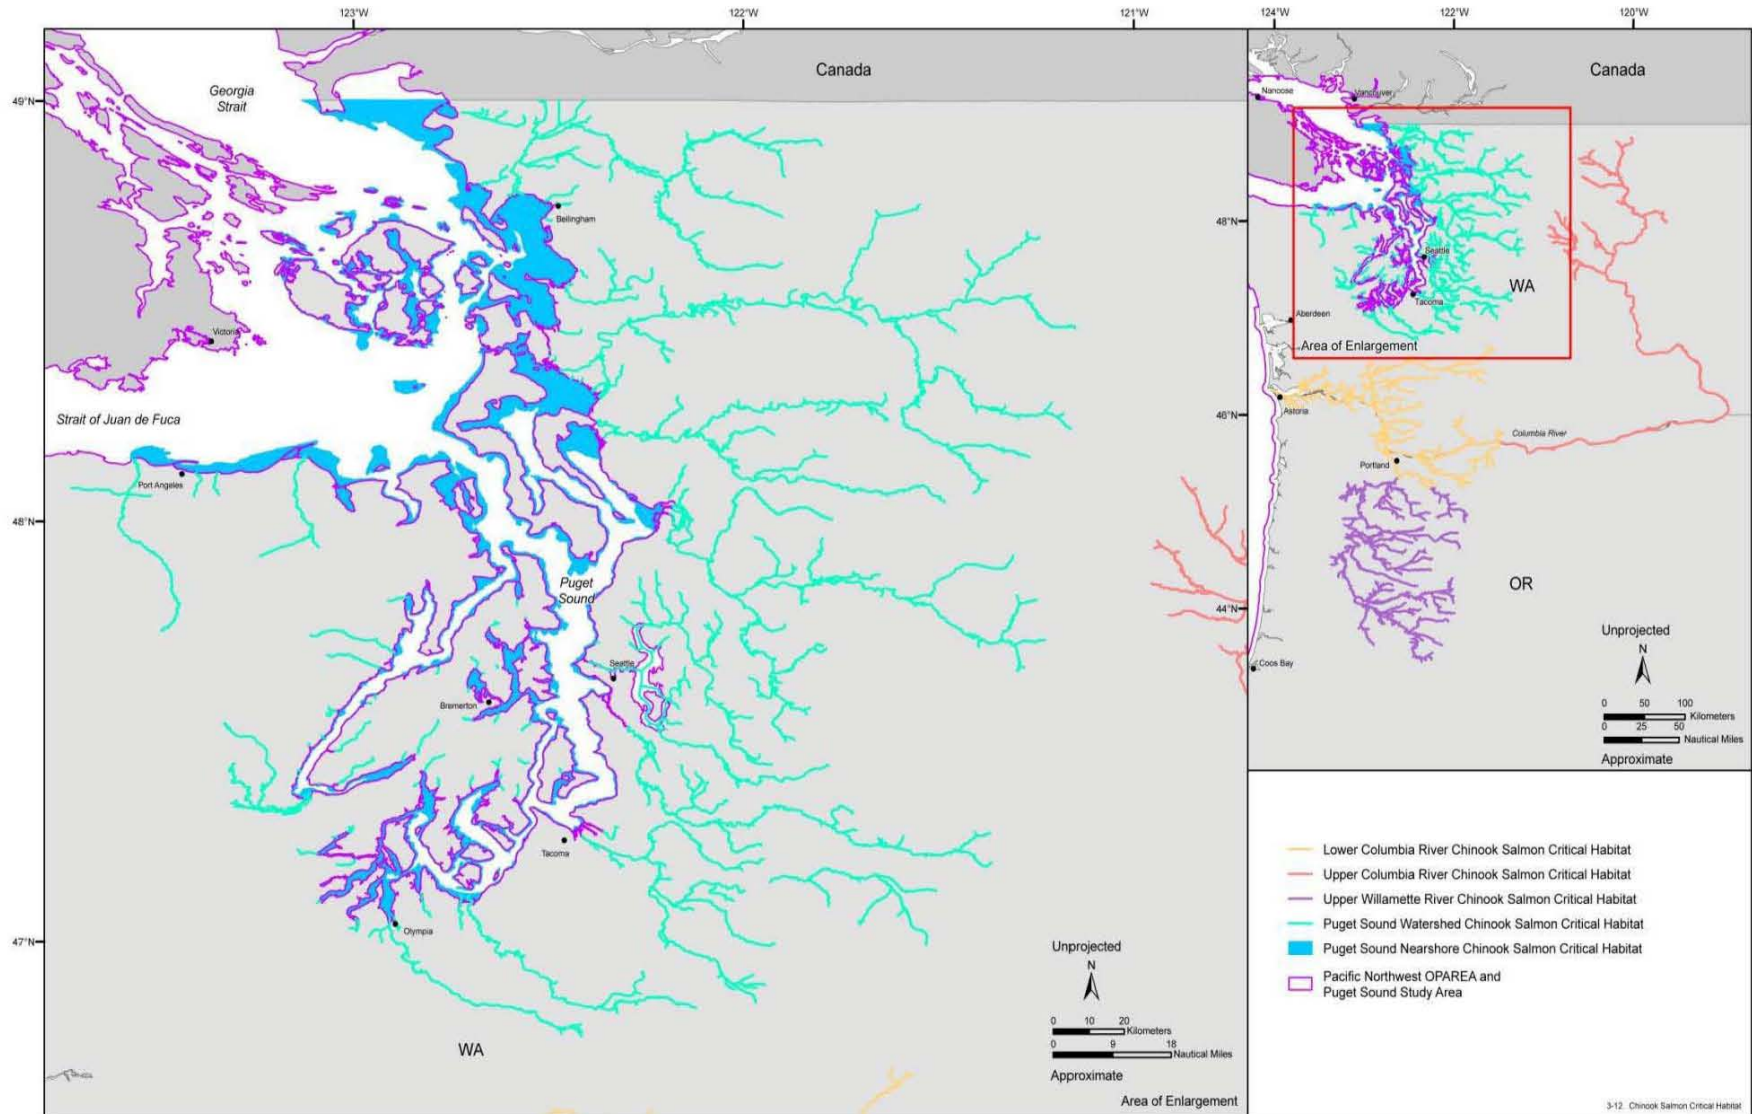 123°W
122°W
121°W
124°W
122°W
120°W
Canada
Georgia
Strait
49°N
Bellingham
Victoria
Strait of Juan de Fuca
Port Angeles
48°N
Puget
Sound
Seattle
Bremerton
Tacoma
Olympia
47°N
WA
Unprojected
N
0 10 20
Kilometers
0 9 18
Nautical Miles
Approximate
Area of Enlargement
Canada
Nanoose
Vancouver
48°N
Seattle
WA
Tacoma
Aberdeen
Area of Enlargement
46°N
Astoria
Columbia River
Portland
44°N
OR
Coos Bay
Unprojected
N
0 50 100
Kilometers
0 25 50
Nautical Miles
Approximate
Lower Columbia River Chinook Salmon Critical Habitat
Upper Columbia River Chinook Salmon Critical Habitat
Upper Willamette River Chinook Salmon Critical Habitat
Puget Sound Watershed Chinook Salmon Critical Habitat
Puget Sound Nearshore Chinook Salmon Critical Habitat
Pacific Northwest OPAREA and
Puget Sound Study Area
3-12. Chinook Salmon Critical Habitat